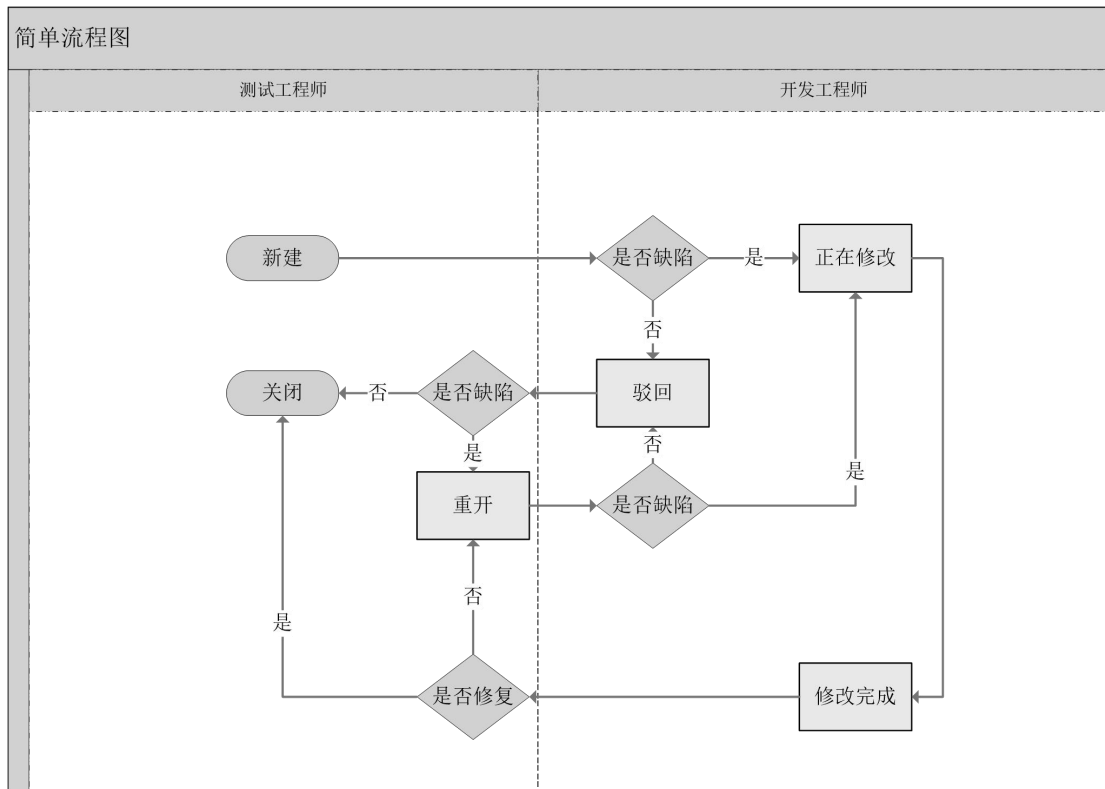 简单流程图
测试工程师
开发工程师
新建
是否缺陷
是
正在修改
否
关闭
否
是否缺陷
驳回
是
否
重开
是否缺陷
是
否
是
是否修复
修改完成